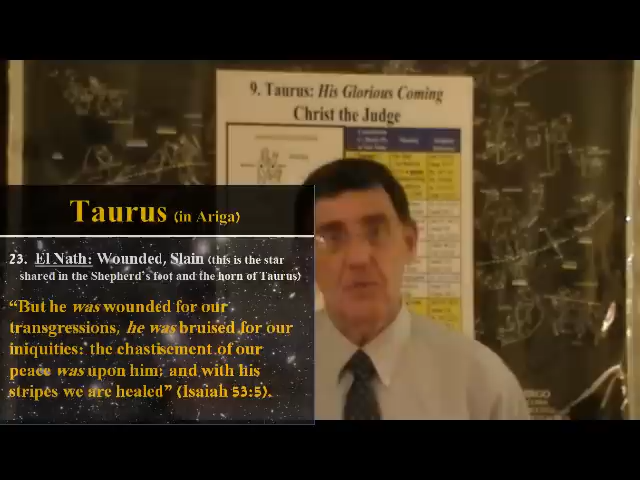 9. Taurus: His Glorious Coming
Christ the Judge
Taurus (in Ariga)
23. El Nath: Wounded, Slain (this is the star
shared in the Shepherd's foot and the horn of Taurus)
“But he was wounded for our
transgressions, he was bruised for our
iniquities: the chastisement of our
peace was upon him; and with his
stripes we are healed” (Isaiah 53:5).